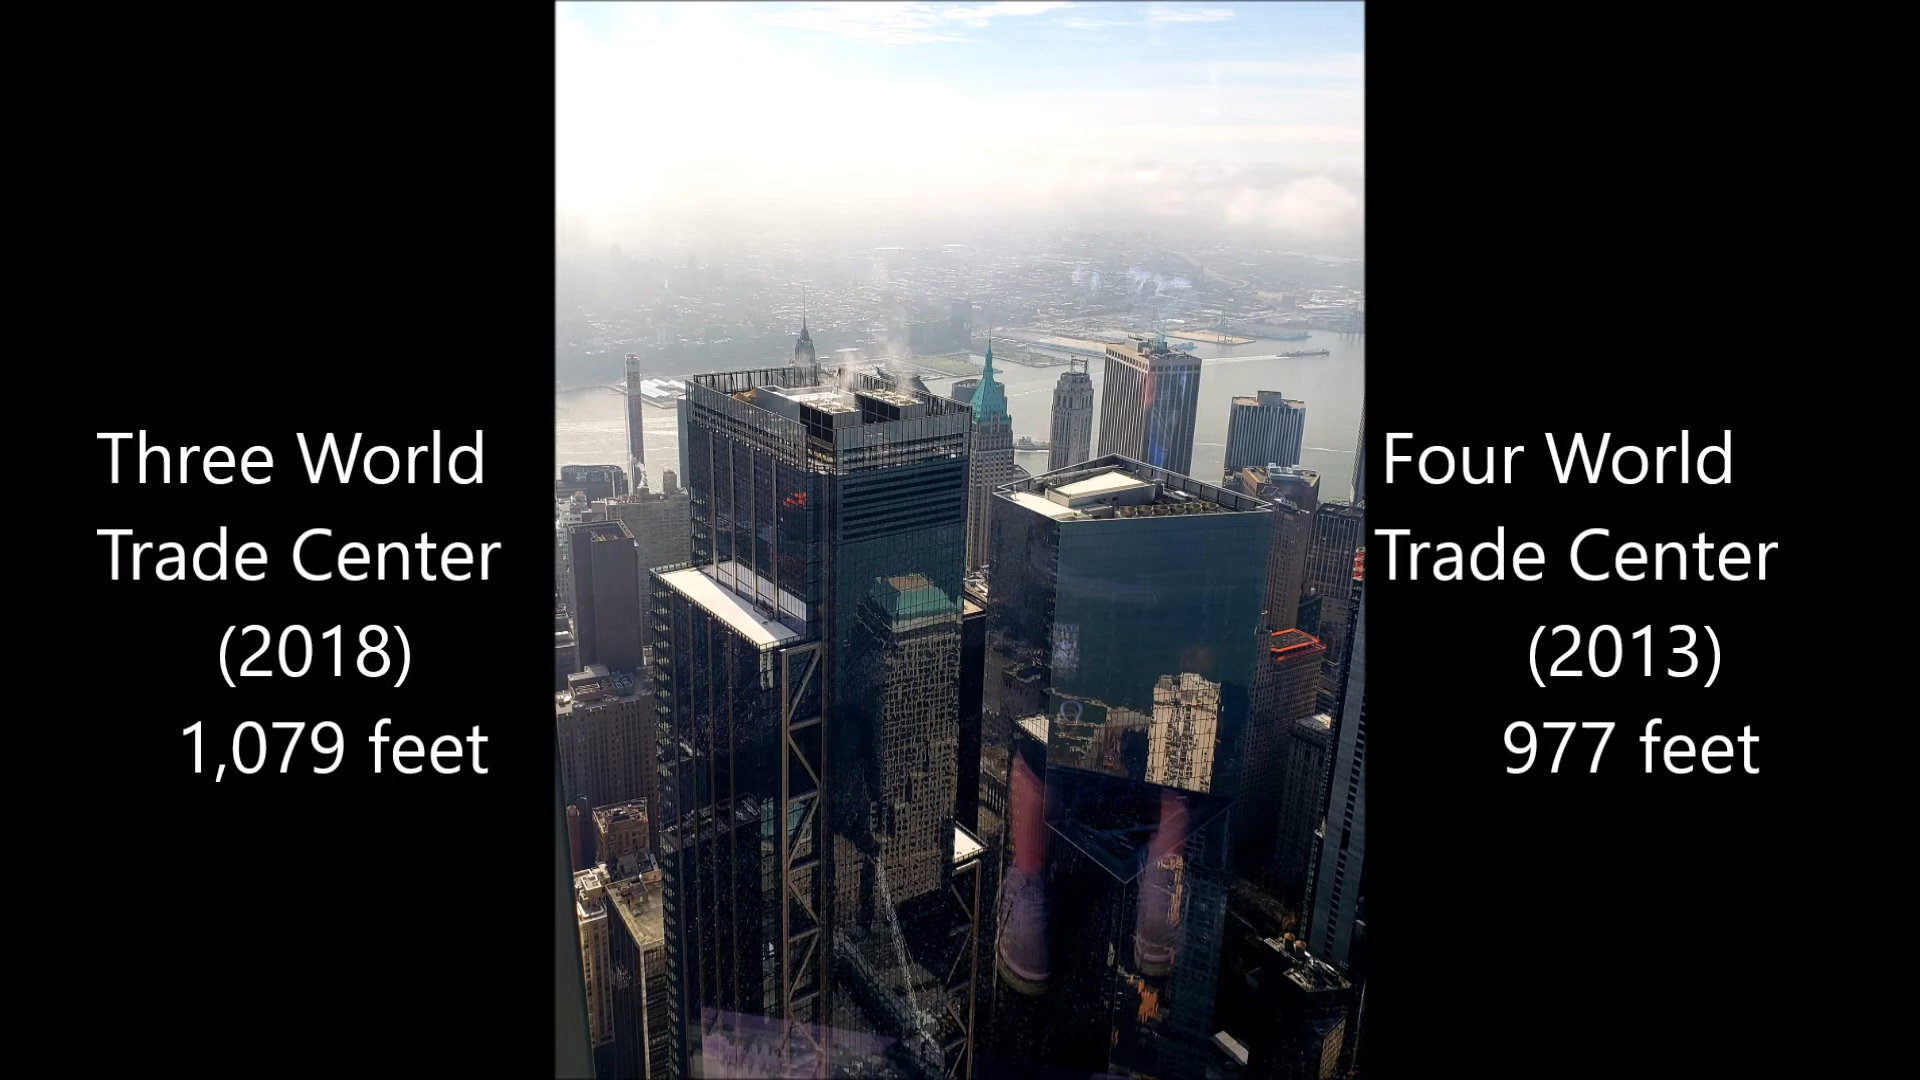 Three World
Trade Center
(2018)
1,079 feet
Four World
Trade Center
(2013)
977 feet